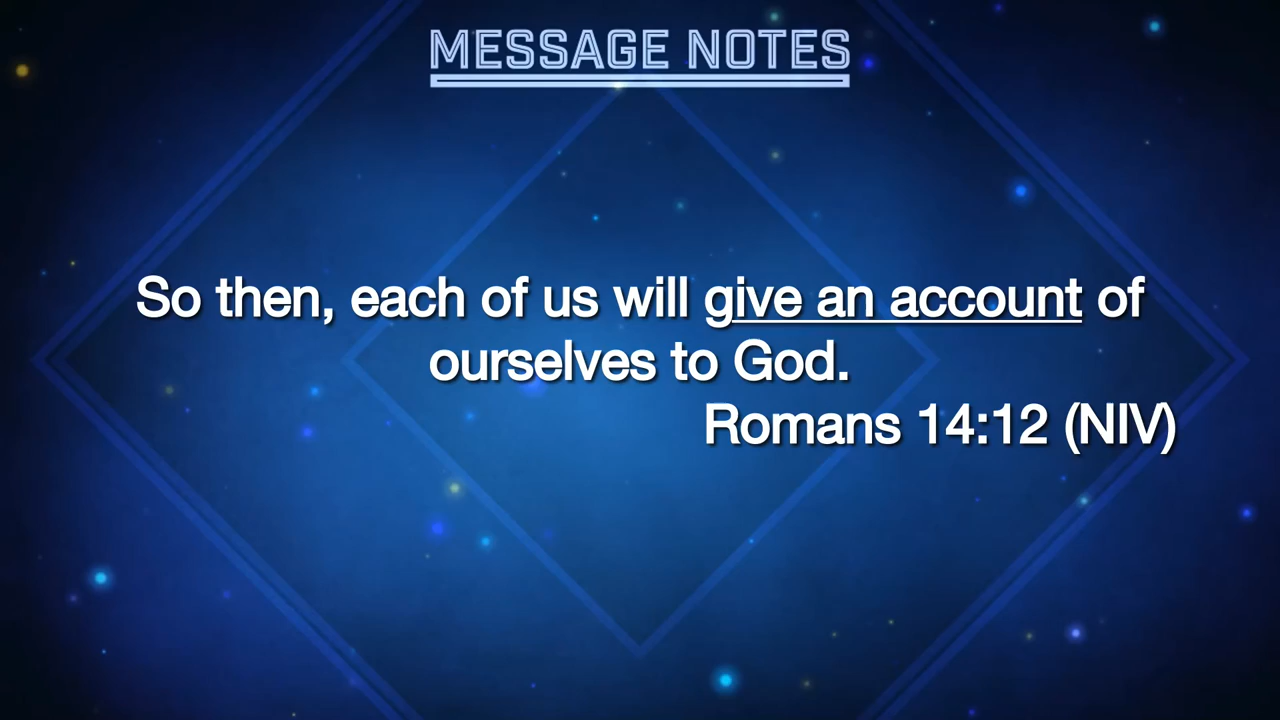 MESSAGE NOTES
So then, each of us will give an account of
ourselves to God.
Romans 14:12 (NIV)